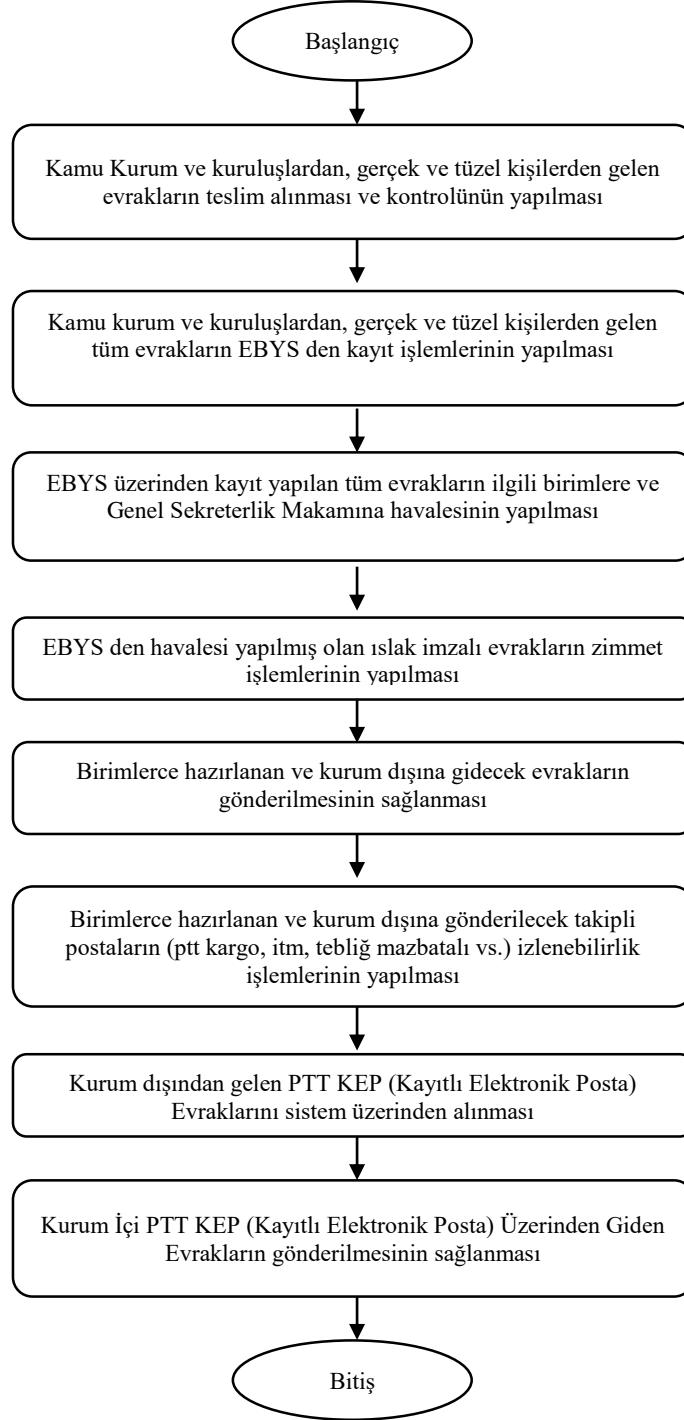 Başlangıç
Kamu Kurum ve kuruluşlardan, gerçek ve tüzel kişilerden gelen
evrakların teslim alınması ve kontrolünün yapılması
Kamu kurum ve kuruluşlardan, gerçek ve tüzel kişilerden gelen
tüm evrakların EBYS den kayıt işlemlerinin yapılması
EBYS üzerinden kayıt yapılan tüm evrakların ilgili birimlere ve
Genel Sekreterlik Makamına havalesinin yapılması
EBYS den havalesi yapılmış olan ıslak imzalı evrakların zimmet
işlemlerinin yapılması
Birimlerce hazırlanan ve kurum dışına gidecek evrakların
gönderilmesinin sağlanması
Birimlerce hazırlanan ve kurum dışına gönderilecek takipli
postaların (ptt kargo, itm, tebliğ mazbatalı vs.) izlenebilirlik
işlemlerinin yapılması
Kurum dışından gelen PTT KEP (Kayıtlı Elektronik Posta)
Evraklarını sistem üzerinden alınması
Kurum İçi PTT KEP (Kayıtlı Elektronik Posta) Üzerinden Giden
Evrakların gönderilmesinin sağlanması
Bitiş